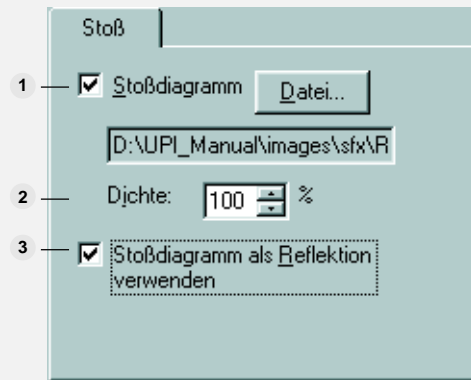 Stoß
1 Stoßdiagramm Datei...
D:\UPI_Manual\images\sfx\R
2 Dichte: 100 %
3 Stoßdiagramm als Reflektion
verwenden